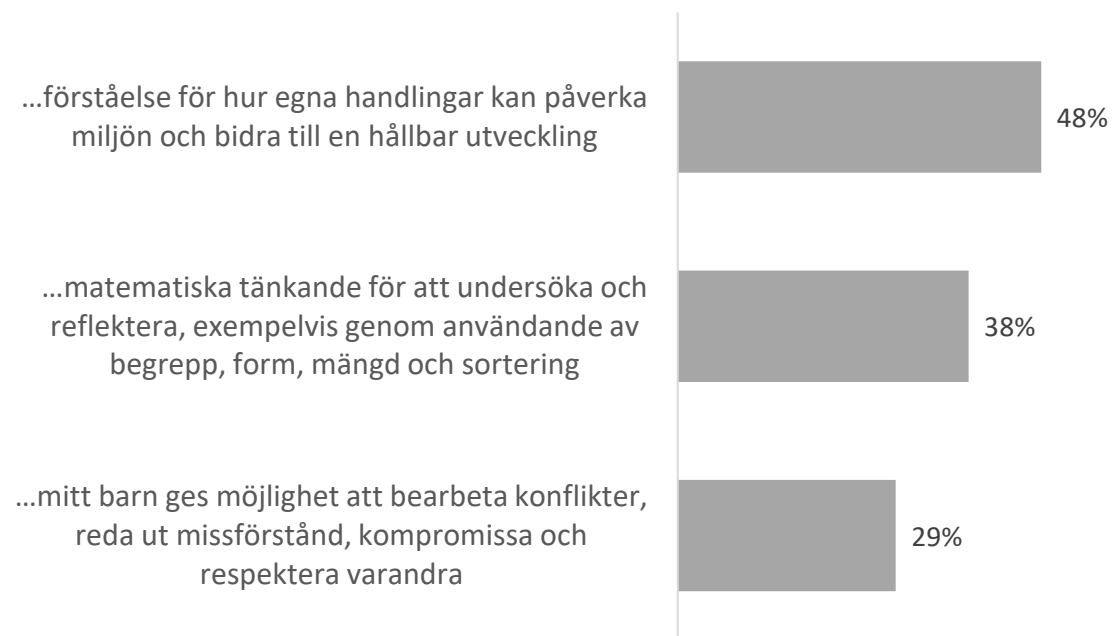 ...förståelse för hur egna handlingar kan påverka
miljön och bidra till en hållbar utveckling
48%
...matematiska tänkande för att undersöka och
reflektera, exempelvis genom användande av
begrepp, form, mängd och sortering
38%
...mitt barn ges möjlighet att bearbeta konflikter,
reda ut missförstånd, kompromissa och
respektera varandra
29%